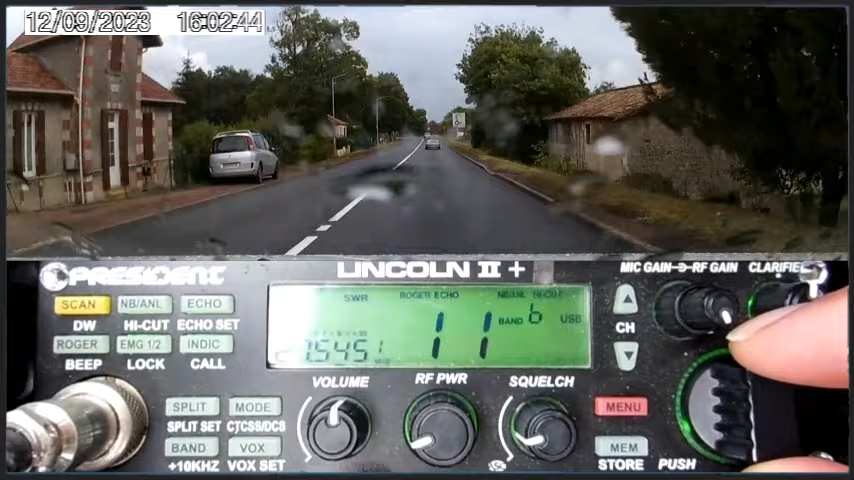 12/09/2023 16:02:44
PRESIDENT
LINCOLN II +
MIC GAIN RF GAIN CLARIFIE
SCAN NB/ANL ECHO
DW HI-CUT ECHO SET
ROGER EMG 1/2 INDIC
BEEP LOCK CALL
SWR ROGER ECHO NB/ANL HI-CUT
11 BAND b USB
CH
VOLUME RF PWR SQUELCH
SPLIT MODE
SPLIT SET CTCSS/DCS
BAND VOX
+10KHZ VOX SET
MENU
MEM
STORE PUSH